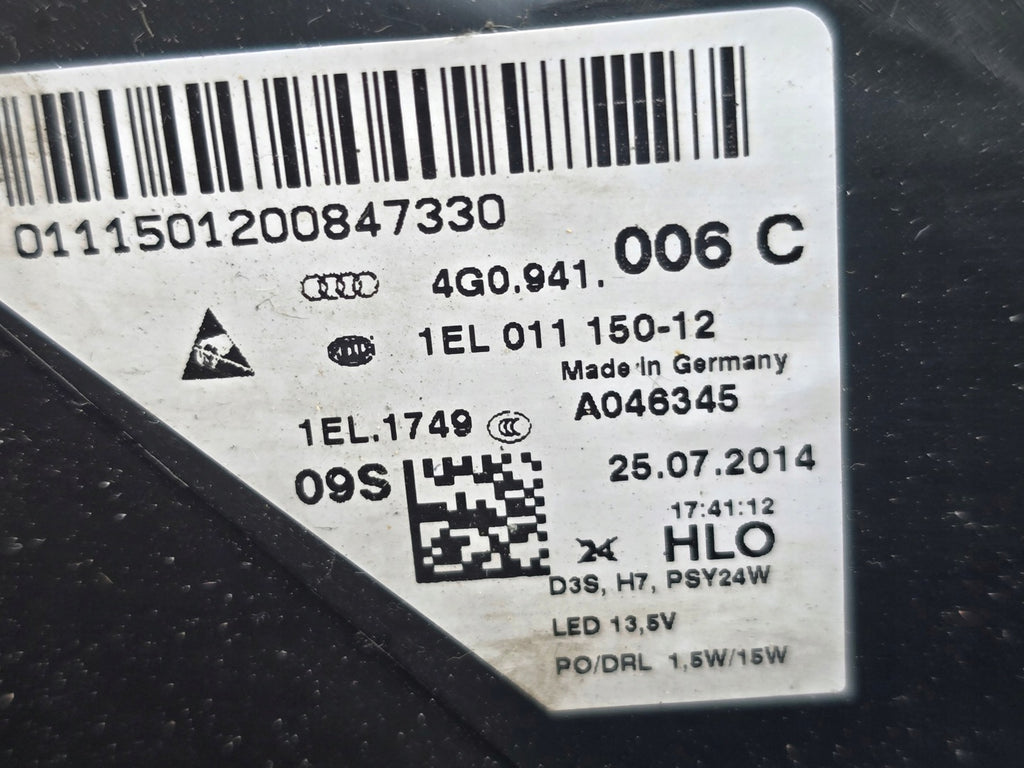 0111501200847330
4G0.941. 006 C
1EL 011 150-12
Made in Germany
A046345
1EL.1749 CCC
09S
25.07.2014
17:41:12
HLO
D3S, H7, PSY24W
LED 13,5V
PO/DRL 1,5W/15W